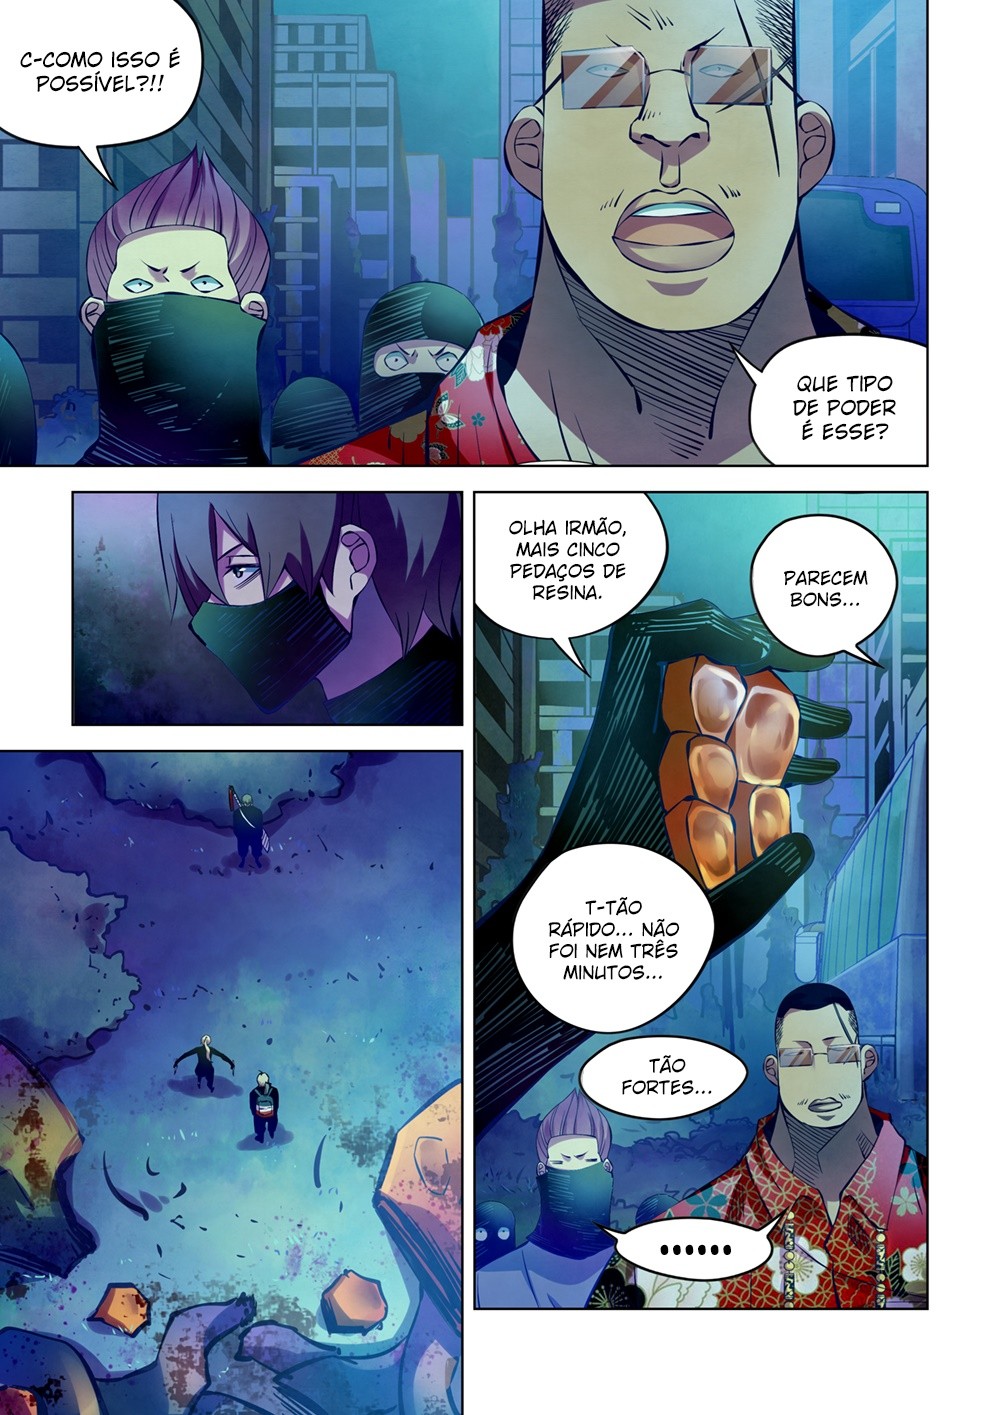 C-COMO ISSO É
POSSÍVEL?!!
QUE TIPO
DE PODER
É ESSE?
OLHA IRMÃO,
MAIS CINCO
PEDAÇOS DE
RESINA.
PARECEM
BONS...
T-TÃO
RÁPIDO... NÃO
FOI NEM TRÊS
MINUTOS...
TÃO
FORTES...
••••••